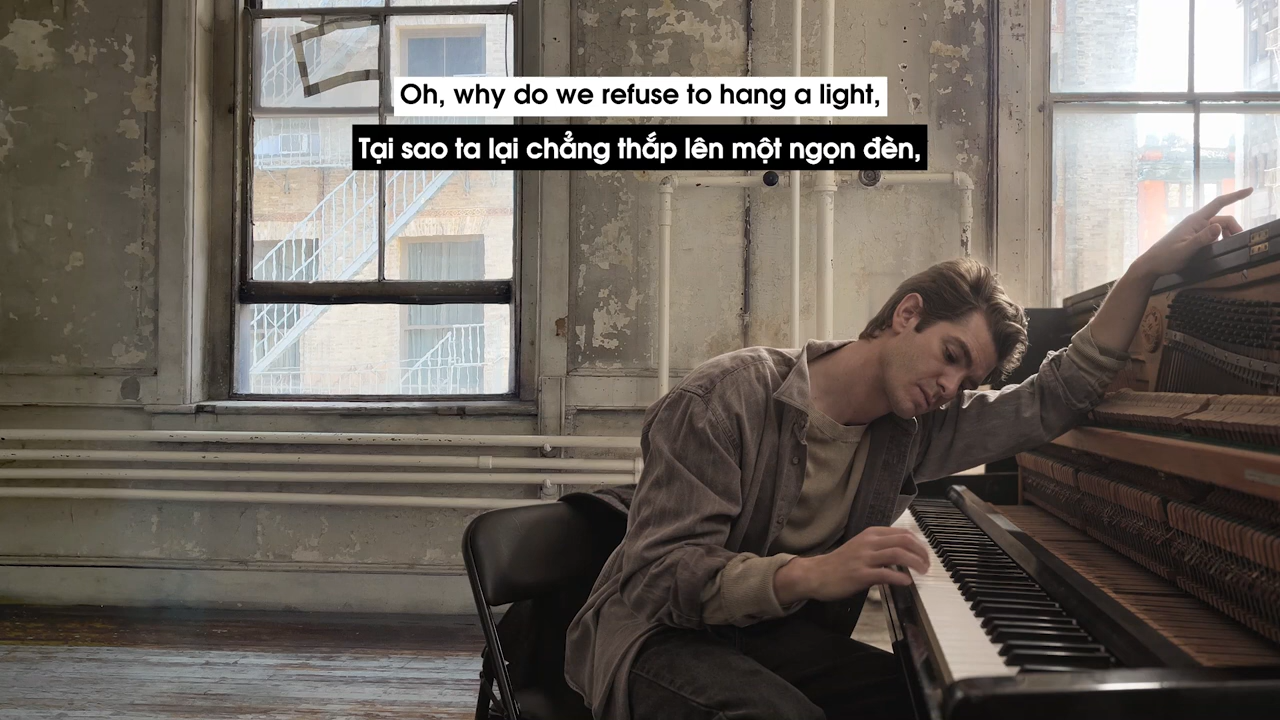 Oh, why do we refuse to hang a light,
Tại sao ta lại chẳng thắp lên một ngọn đèn,